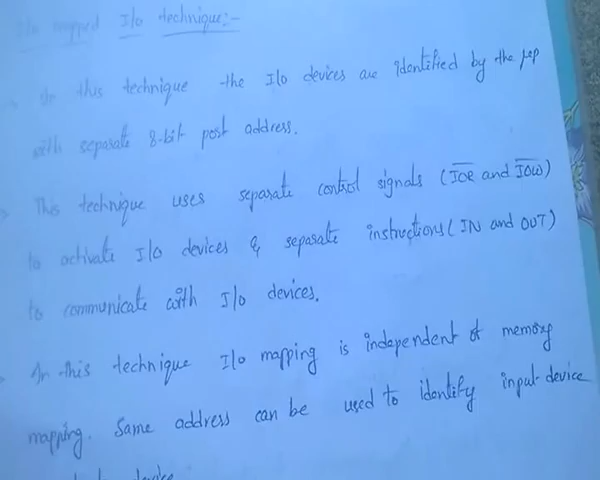 I/o mapped I/o technique:-
In this technique the I/o devices are identified by the μp
with separate 8-bit port address.
This technique uses separate control signals (I̅O̅R̅ and I̅O̅W̅)
to activate I/o devices & separate instructions (IN and OUT)
to communicate with I/o devices.
In this technique I/o mapping is independent of memory
mapping. Same address can be used to identify input device
device